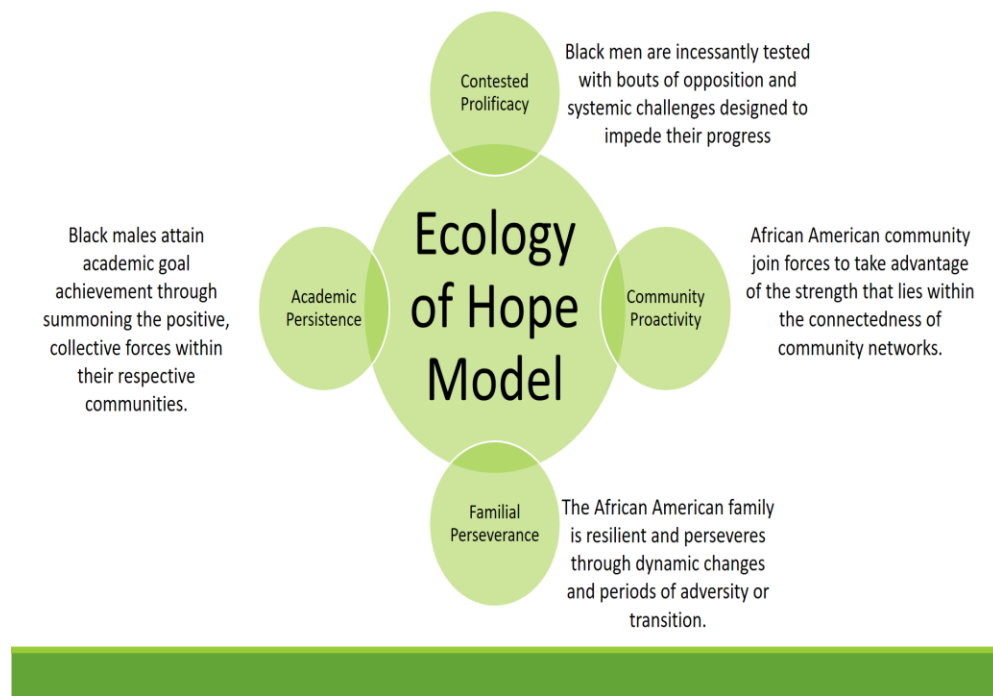 Contested
Prolificacy
Black men are incessantly tested
with bouts of opposition and
systemic challenges designed to
impede their progress
Black males attain
academic goal
achievement through
summoning the positive,
collective forces within
their respective
communities.
Academic
Persistence
Ecology
of Hope
Model
Community
Proactivity
African American community
join forces to take advantage
of the strength that lies within
the connectedness of
community networks.
Familial
Perseverance
The African American family
is resilient and perseveres
through dynamic changes
and periods of adversity or
transition.